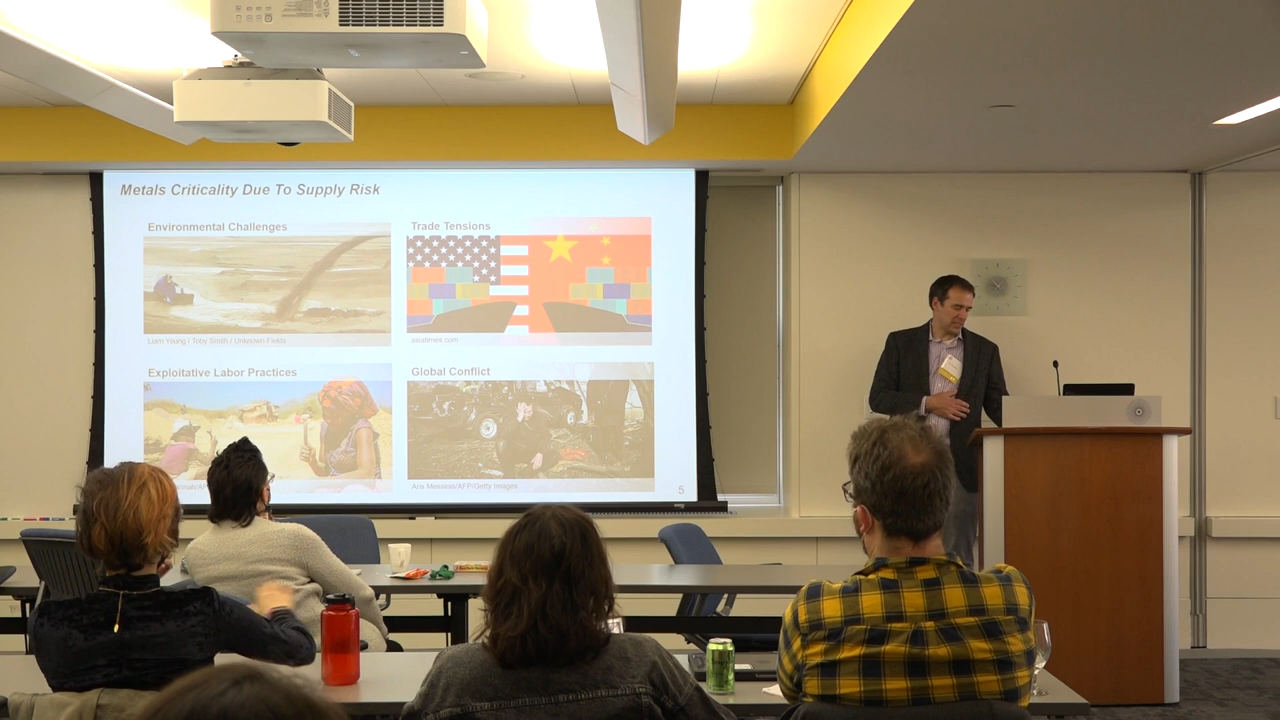 Metals Criticality Due To Supply Risk
Environmental Challenges
Trade Tensions
Liam Young / Toby Smith / Unknown Fields
asiatimes.com
Exploitative Labor Practices
Global Conflict
Aris Messinis/AFP/Getty Images
5